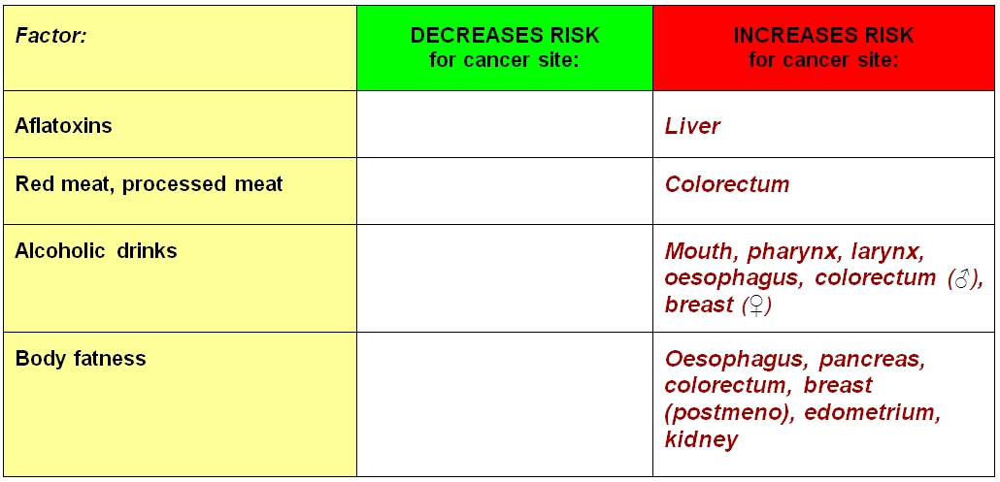 Factor:
DECREASES RISK
for cancer site:
INCREASES RISK
for cancer site:
Aflatoxins
Liver
Red meat, processed meat
Colorectum
Alcoholic drinks
Mouth, pharynx, larynx,
oesophagus, colorectum (♂),
breast (♀)
Body fatness
Oesophagus, pancreas,
colorectum, breast
(postmeno), edometrium,
kidney